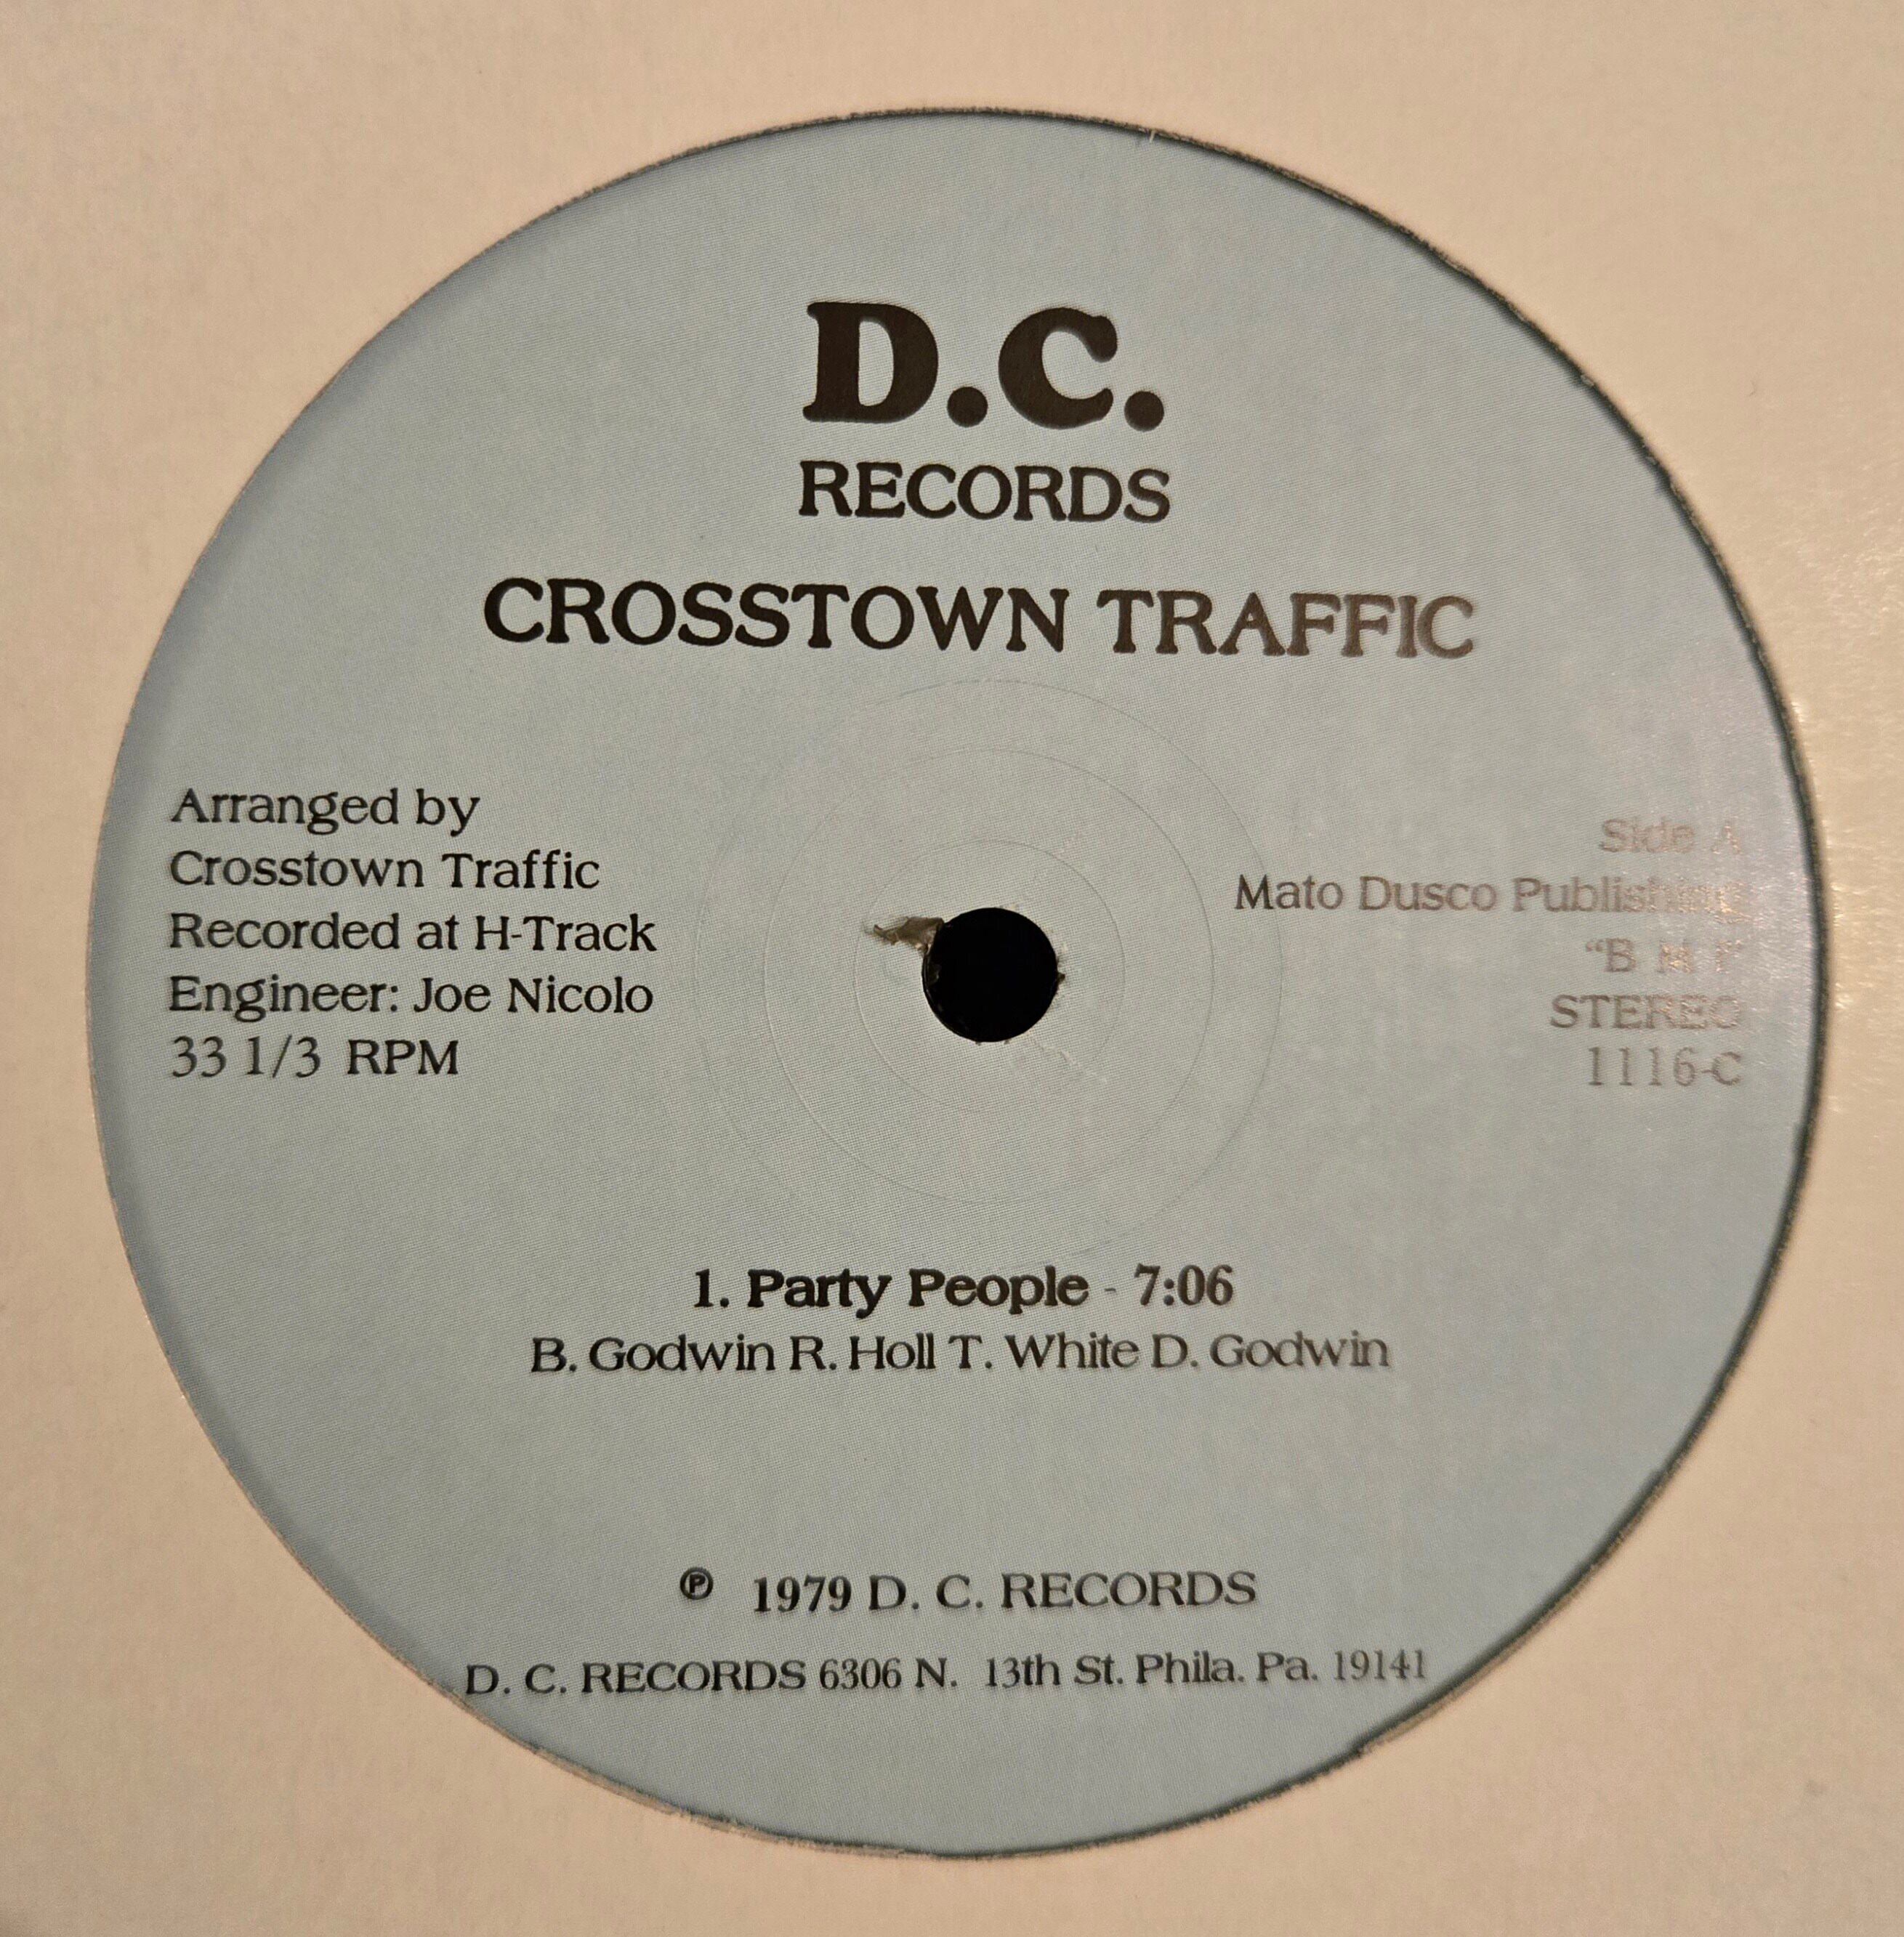 D.C.
RECORDS
CROSSTOWN TRAFFIC
Arranged by
Crosstown Traffic
Recorded at H-Track
Engineer: Joe Nicolo
33 1/3 RPM
Side A
Mato Dusco Publishing
“B M I”
STEREO
1116-C
1. Party People - 7:06
B. Godwin R. Holl T. White D. Godwin
℗ 1979 D. C. RECORDS
D. C. RECORDS 6306 N. 13th St. Phila. Pa. 19141